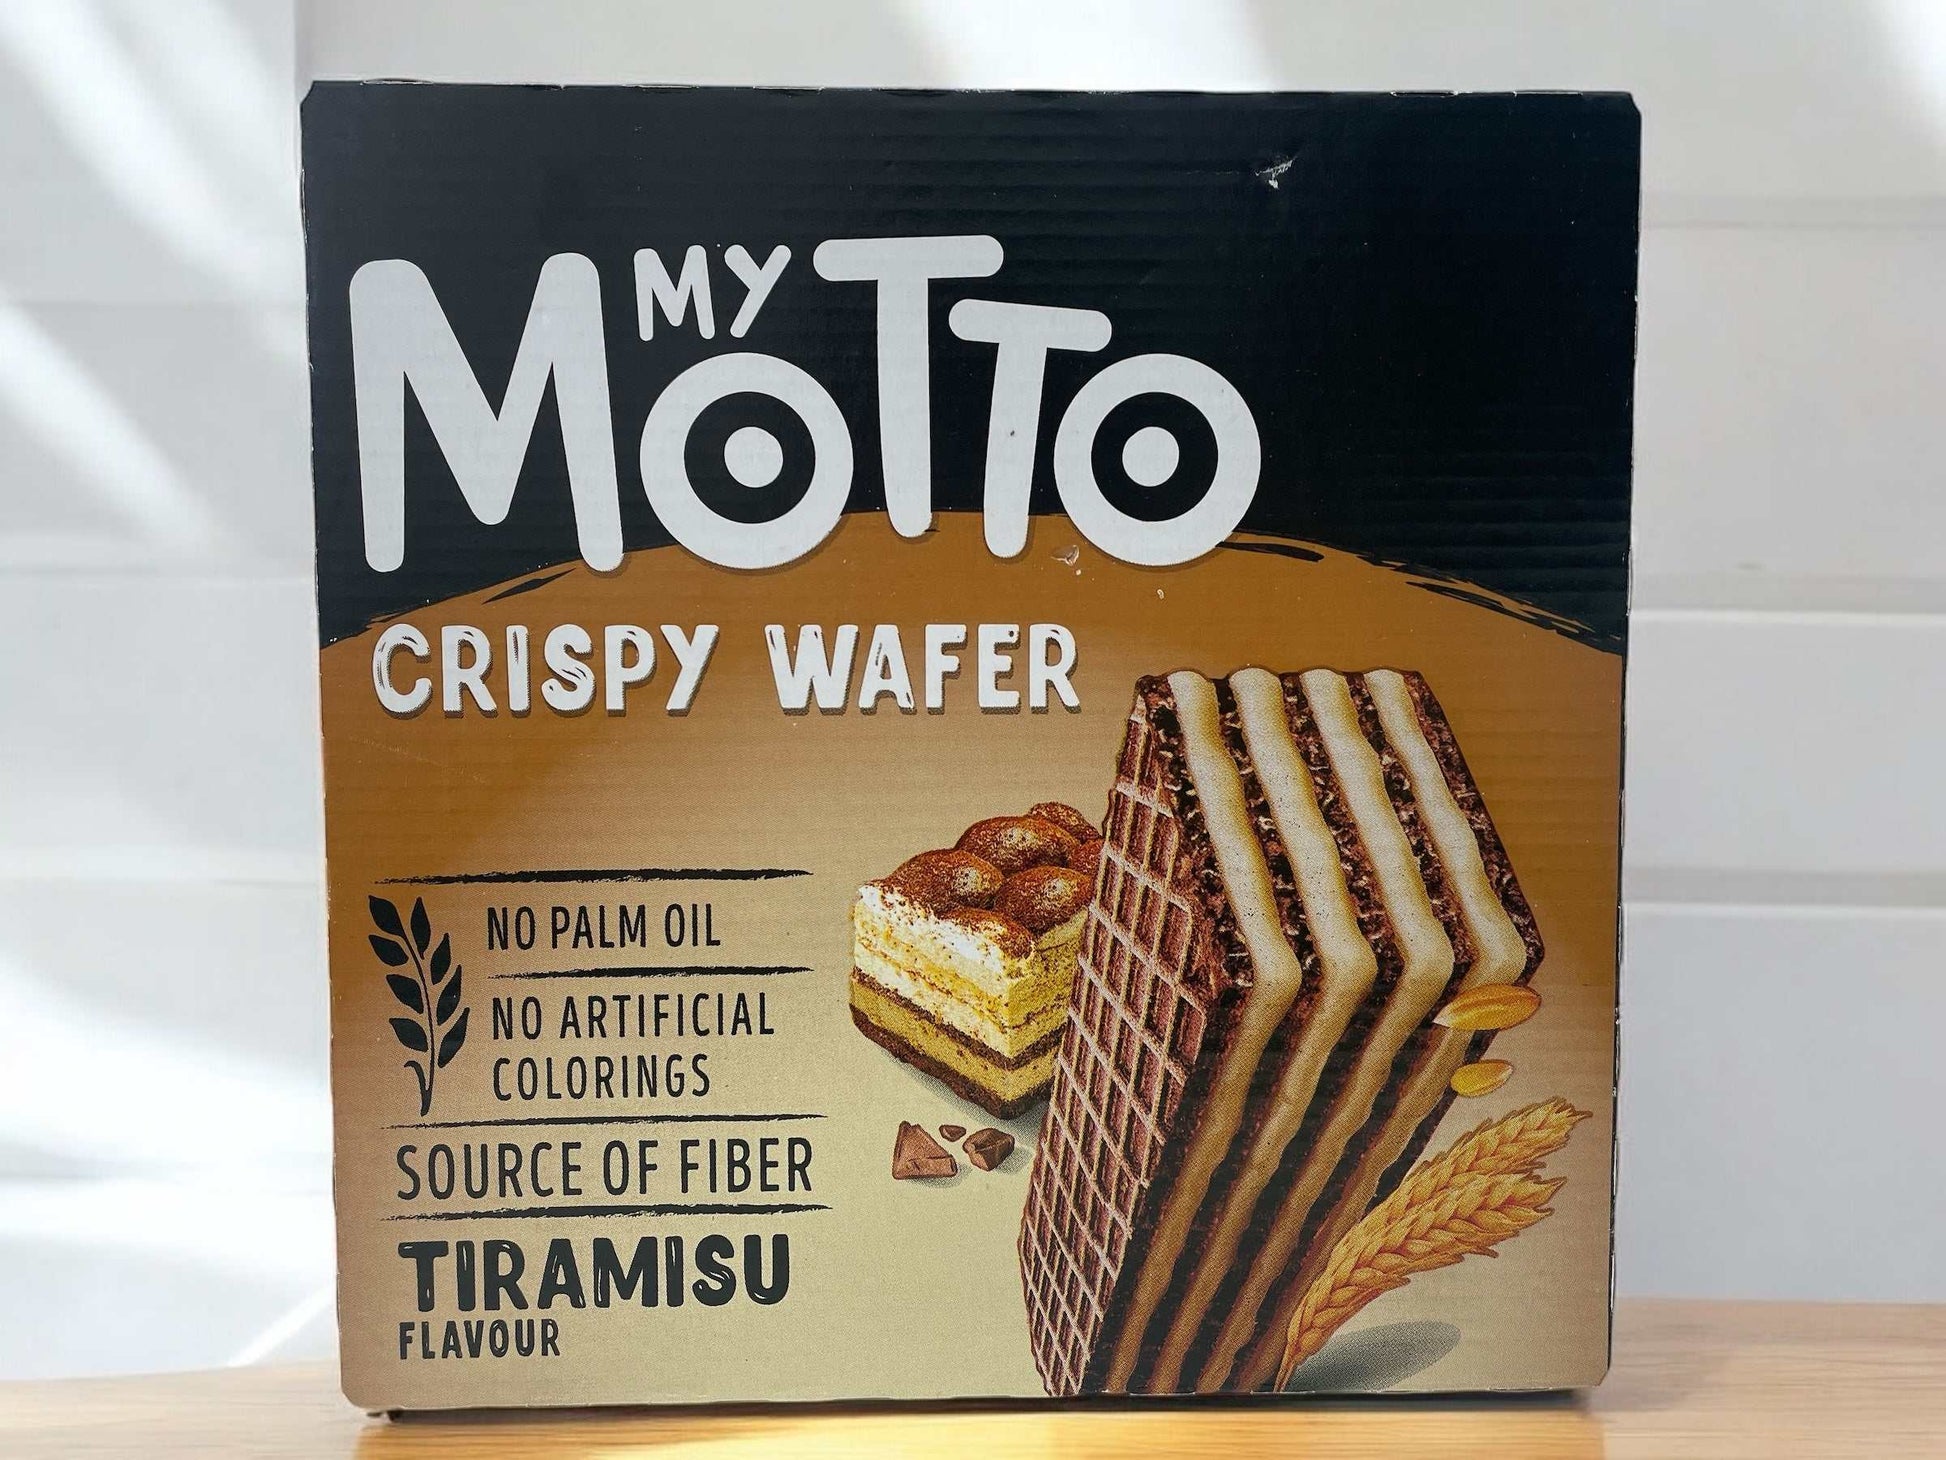 MY
MOTTO
CRISPY WAFER
NO PALM OIL
NO ARTIFICIAL
COLORINGS
SOURCE OF FIBER
TIRAMISU
FLAVOUR